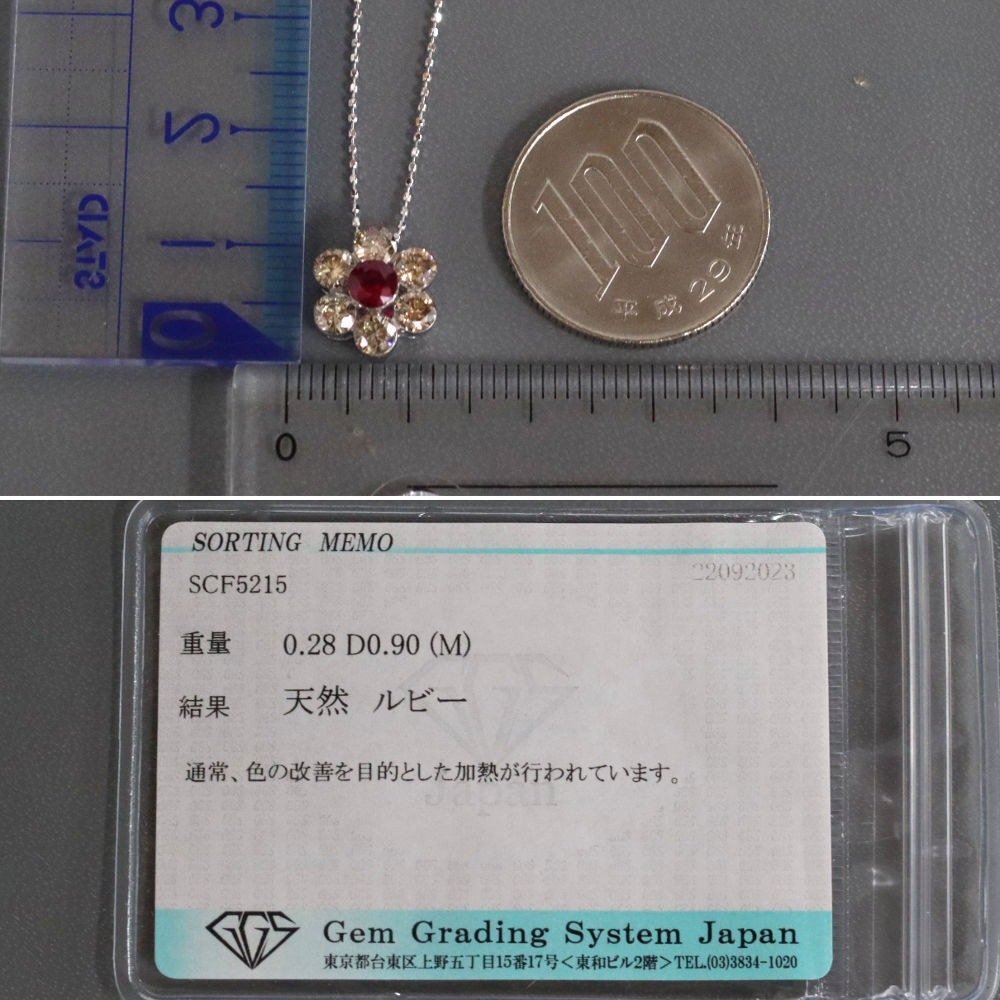 3
2
1
0
CIATS
100
平成29年
0
5
SORTING MEMO
SCF5215
22092023
重量 0.28 D0.90 (M)
結果 天然 ルビー
通常、色の改善を目的とした加熱が行われています。
Japan
GGS
Gem Grading System Japan
東京都台東区上野五丁目15番17号<東和ビル2階>TEL.(03)3834-1020